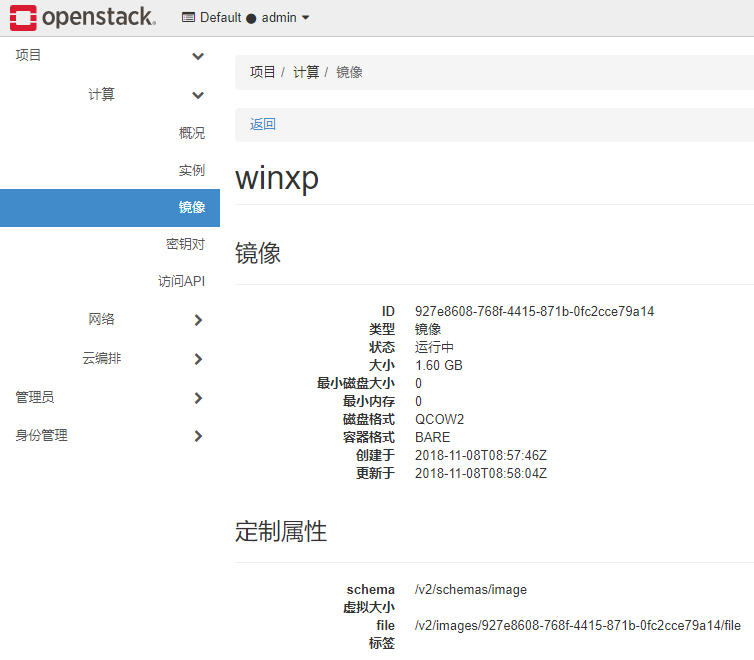 openstack. Default ● admin
项目
计算
概况
实例
镜像
密钥对
访问API
网络
云编排
管理员
身份管理
项目 / 计算 / 镜像
返回
winxp
镜像
ID 927e8608-768f-4415-871b-0fc2cce79a14
类型 镜像
状态 运行中
大小 1.60 GB
最小磁盘大小 0
最小内存 0
磁盘格式 QCOW2
容器格式 BARE
创建于 2018-11-08T08:57:46Z
更新于 2018-11-08T08:58:04Z
定制属性
schema /v2/schemas/image
虚拟大小
file /v2/images/927e8608-768f-4415-871b-0fc2cce79a14/file
标签